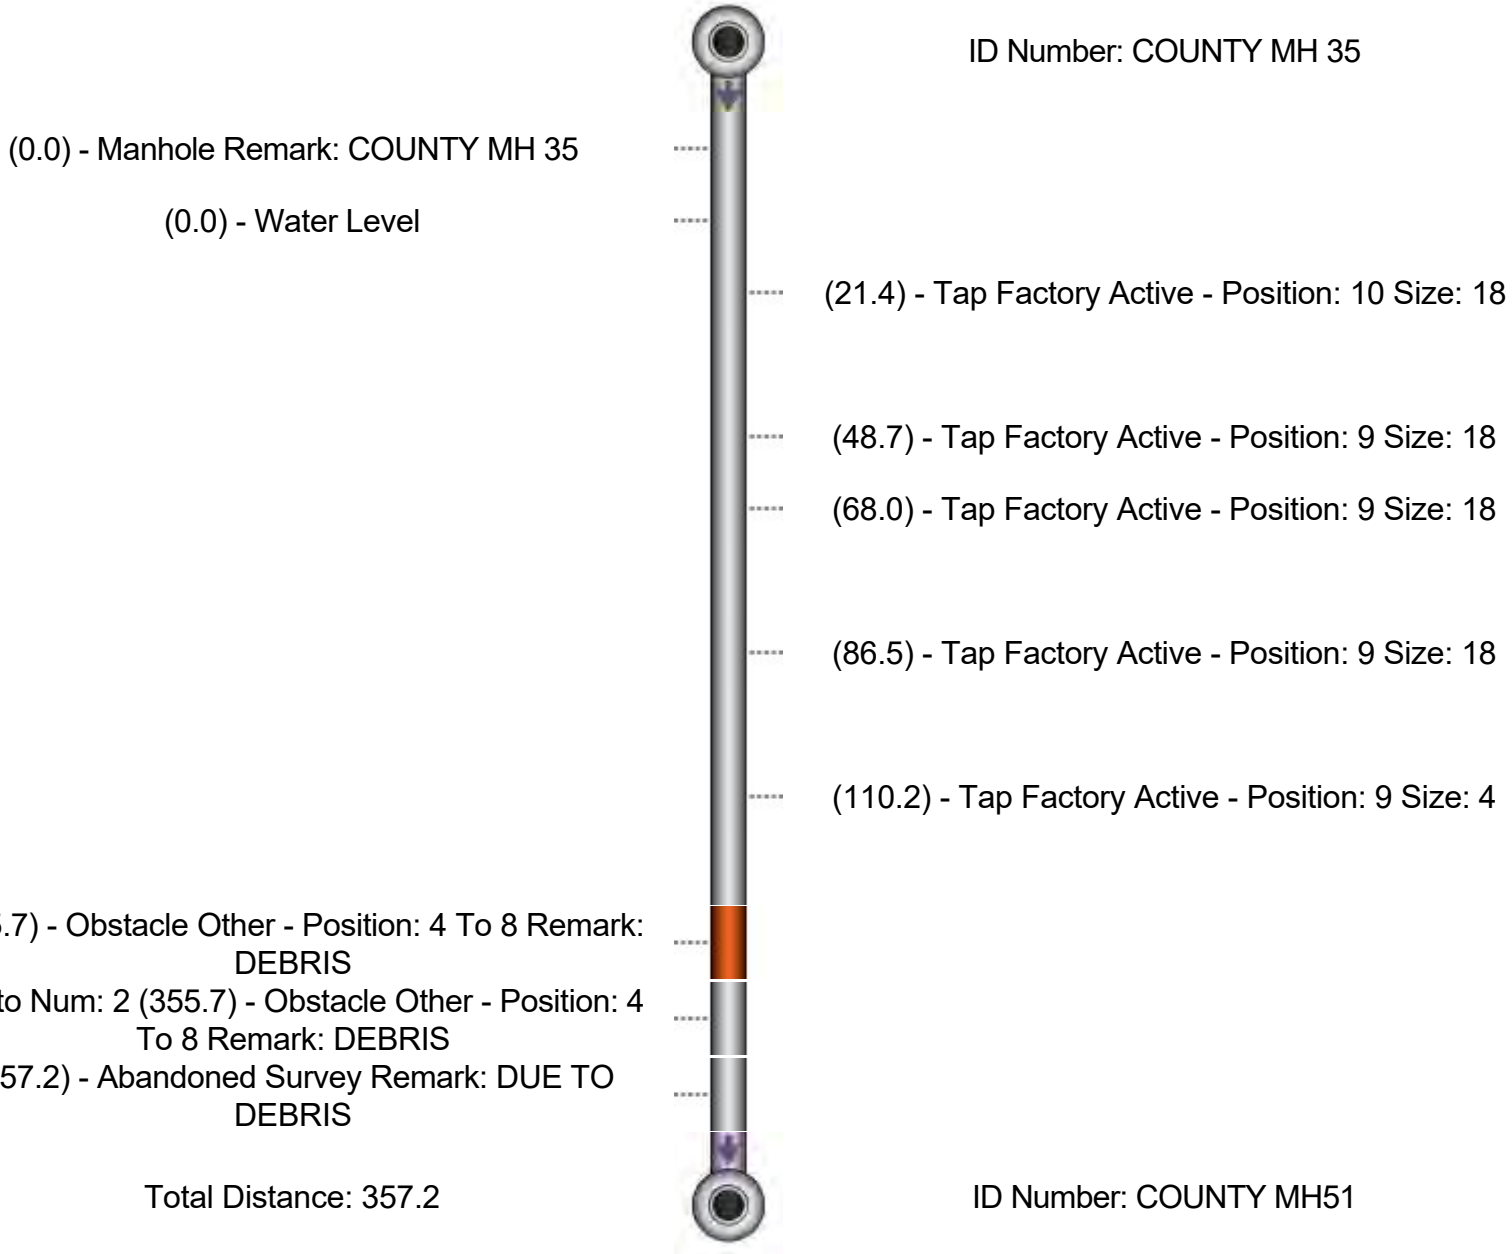 ID Number: COUNTY MH 35
(0.0) - Manhole Remark: COUNTY MH 35
(0.0) - Water Level
(21.4) - Tap Factory Active - Position: 10 Size: 18
(48.7) - Tap Factory Active - Position: 9 Size: 18
(68.0) - Tap Factory Active - Position: 9 Size: 18
(86.5) - Tap Factory Active - Position: 9 Size: 18
(110.2) - Tap Factory Active - Position: 9 Size: 4
.7) - Obstacle Other - Position: 4 To 8 Remark:
DEBRIS
to Num: 2 (355.7) - Obstacle Other - Position: 4
To 8 Remark: DEBRIS
57.2) - Abandoned Survey Remark: DUE TO
DEBRIS
Total Distance: 357.2
ID Number: COUNTY MH51